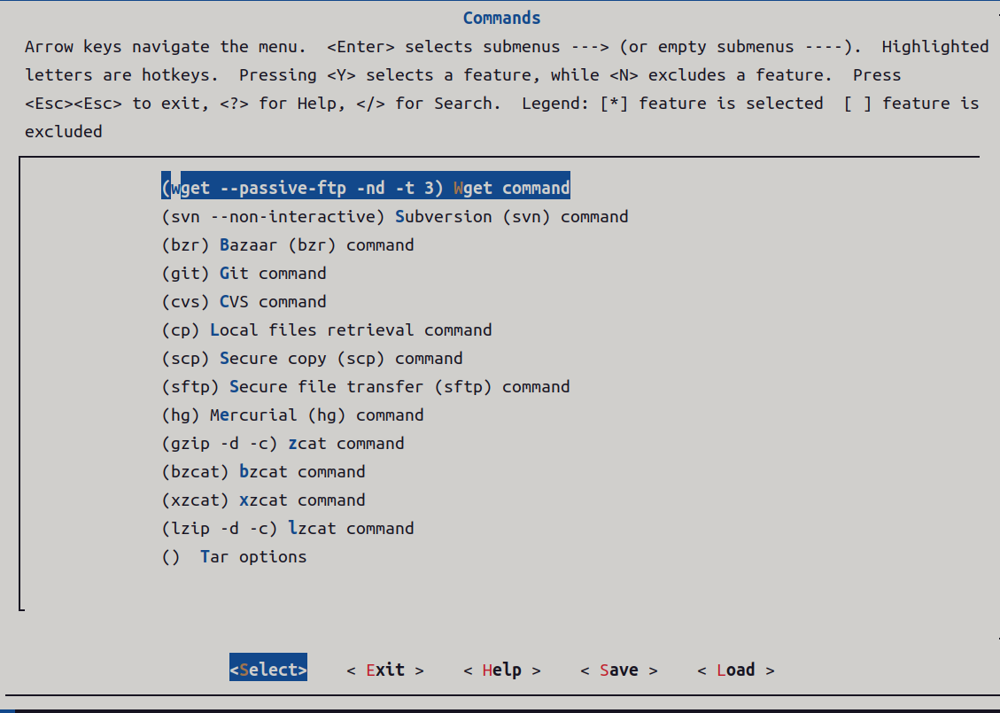 Commands
Arrow keys navigate the menu.  <Enter> selects submenus ---> (or empty submenus ----).  Highlighted
letters are hotkeys.  Pressing <Y> selects a feature, while <N> excludes a feature.  Press
<Esc><Esc> to exit, <?> for Help, </> for Search.  Legend: [*] feature is selected  [ ] feature is
excluded
(wget --passive-ftp -nd -t 3) Wget command
(svn --non-interactive) Subversion (svn) command
(bzr) Bazaar (bzr) command
(git) Git command
(cvs) CVS command
(cp) Local files retrieval command
(scp) Secure copy (scp) command
(sftp) Secure file transfer (sftp) command
(hg) Mercurial (hg) command
(gzip -d -c) zcat command
(bzcat) bzcat command
(xzcat) xzcat command
(lzip -d -c) lzcat command
()  Tar options
<Select>    < Exit >    < Help >    < Save >    < Load >